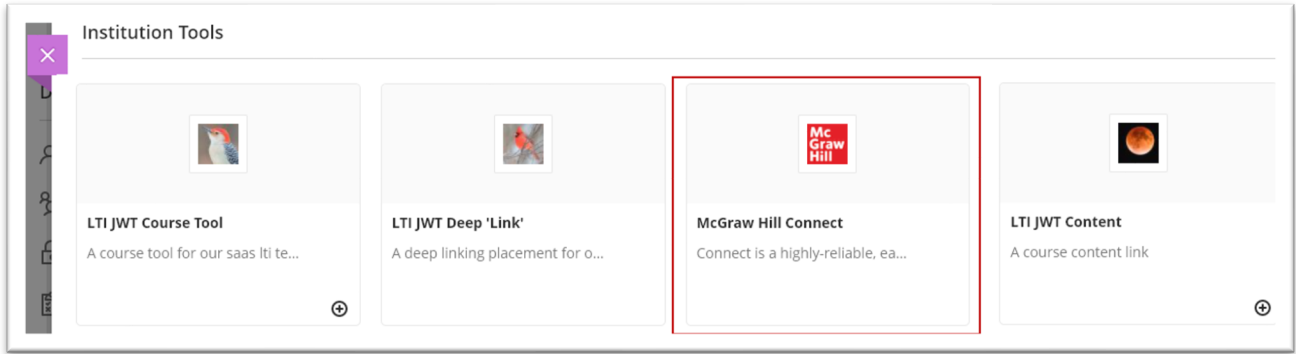 Institution Tools
Mc
Graw
Hill
LTI JWT Course Tool
LTI JWT Deep 'Link'
McGraw Hill Connect
LTI JWT Content
A course tool for our saas lti te...
A deep linking placement for o...
Connect is a highly-reliable, ea...
A course content link